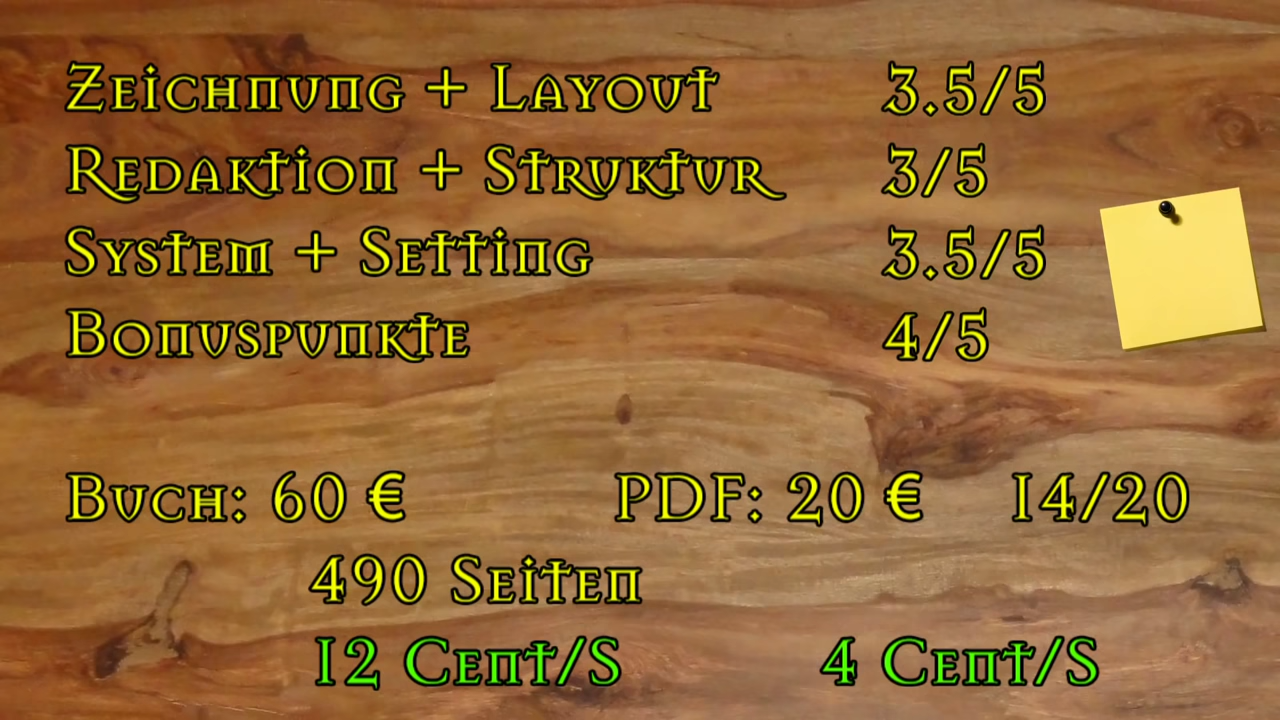 Zeichnung + Layout 3.5/5
Redaktion + Struktur 3/5
System + Setting 3.5/5
Bonuspunkte 4/5
Buch: 60 € PDF: 20 € 14/20
490 Seiten
12 Cent/S 4 Cent/S